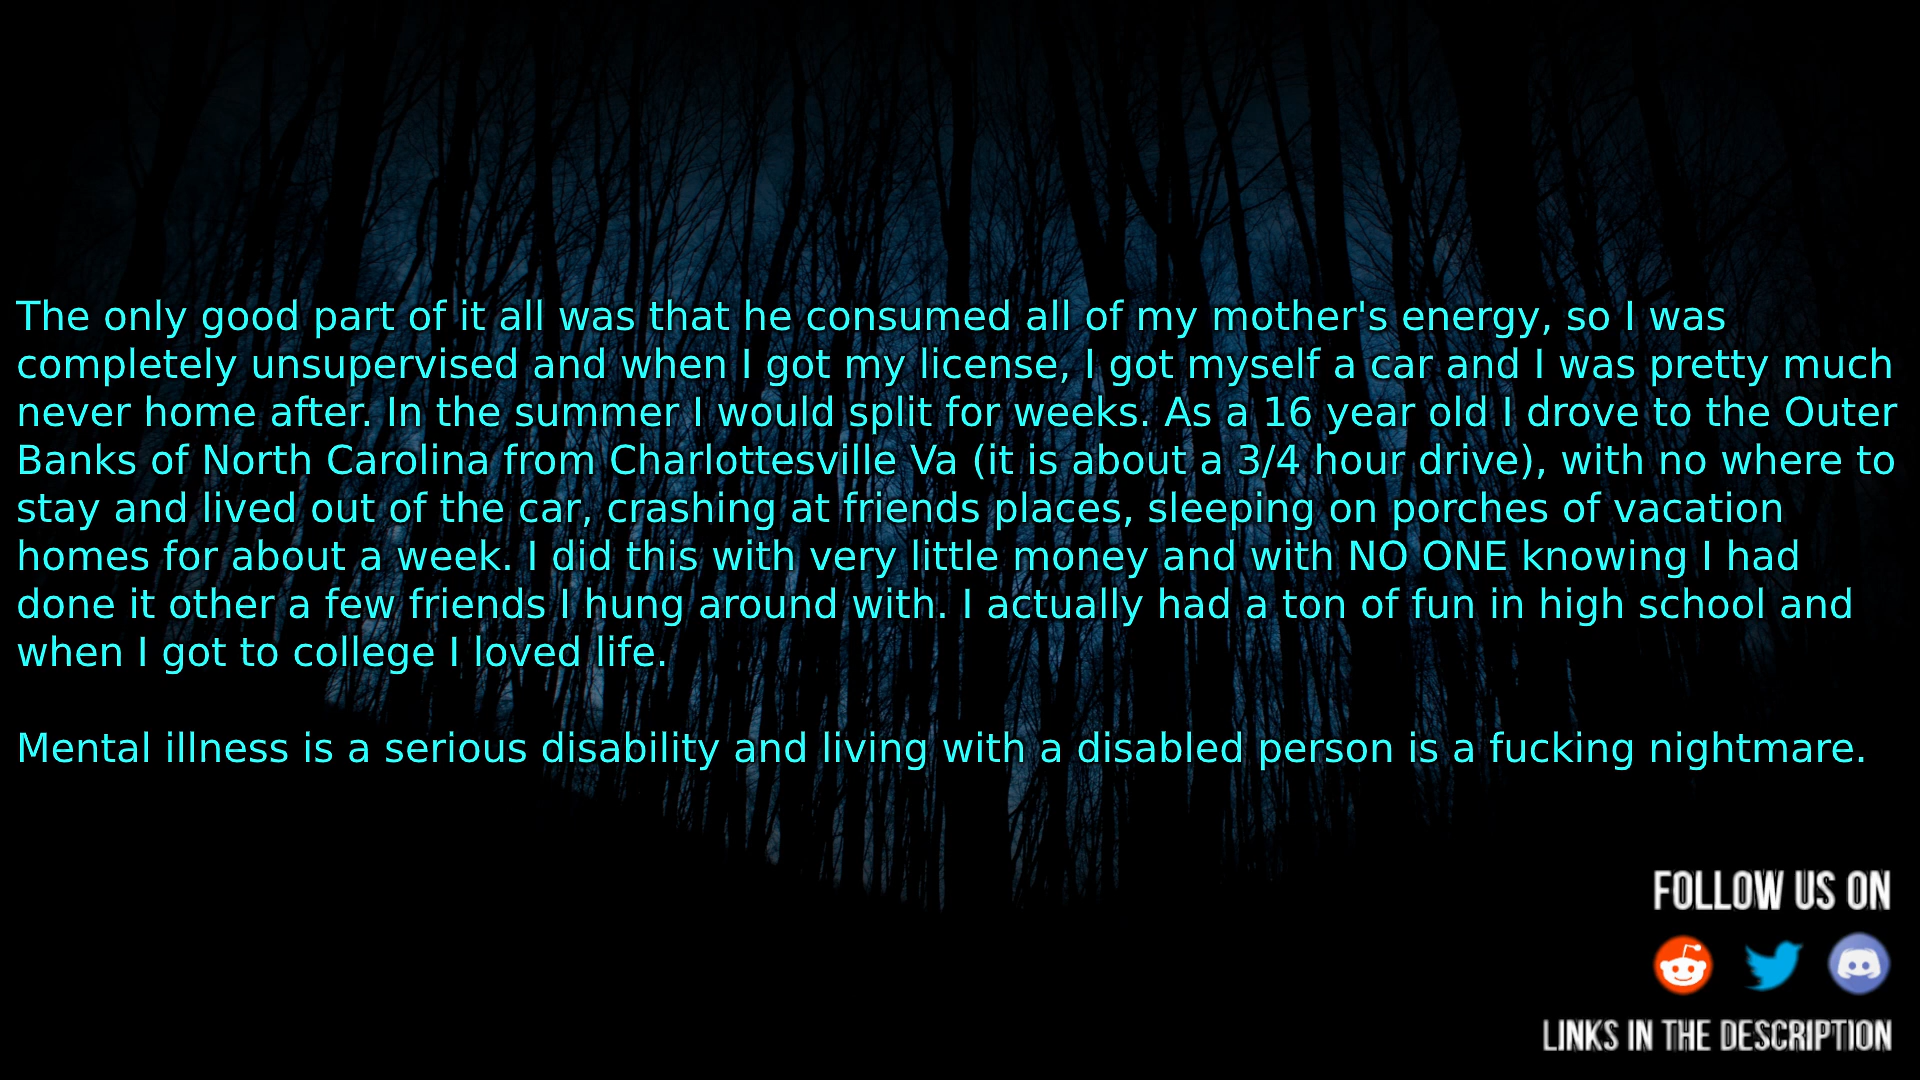 The only good part of it all was that he consumed all of my mother's energy, so I was
completely unsupervised and when I got my license, I got myself a car and I was pretty much
never home after. In the summer I would split for weeks. As a 16 year old I drove to the Outer
Banks of North Carolina from Charlottesville Va (it is about a 3/4 hour drive), with no where to
stay and lived out of the car, crashing at friends places, sleeping on porches of vacation
homes for about a week. I did this with very little money and with NO ONE knowing I had
done it other a few friends I hung around with. I actually had a ton of fun in high school and
when I got to college I loved life.
Mental illness is a serious disability and living with a disabled person is a fucking nightmare.
FOLLOW US ON
LINKS IN THE DESCRIPTION